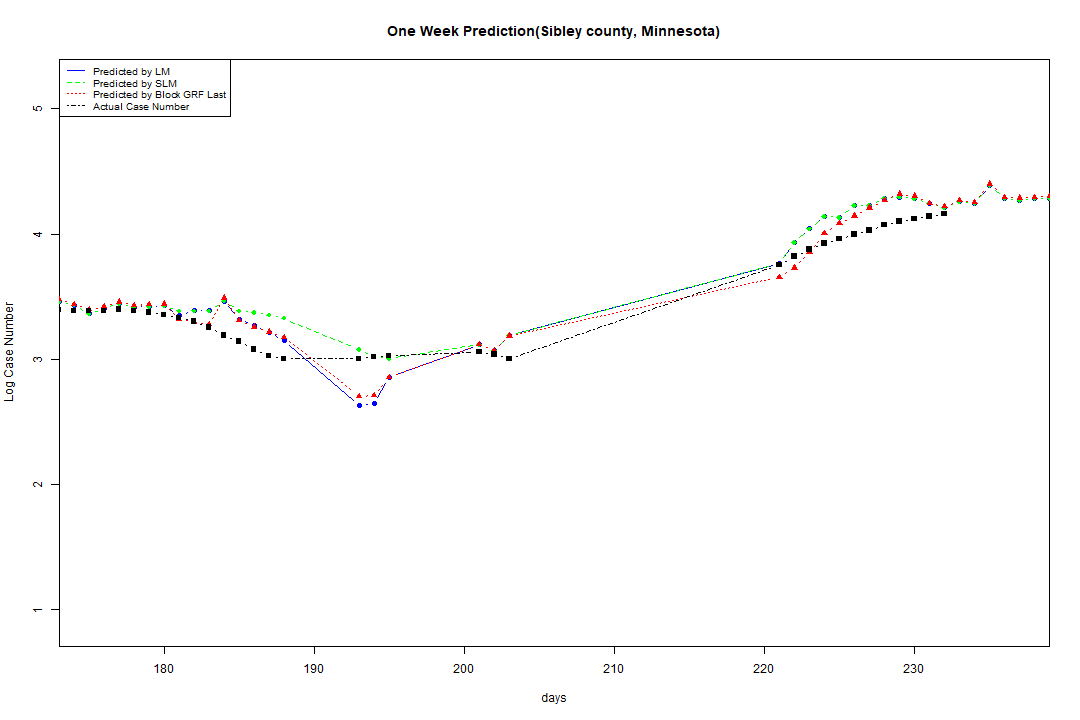 One Week Prediction(Sibley county, Minnesota)
Predicted by LM
Predicted by SLM
Predicted by Block GRF Last
Actual Case Number
5
4
3
2
1
Log Case Number
180 190 200 210 220 230
days